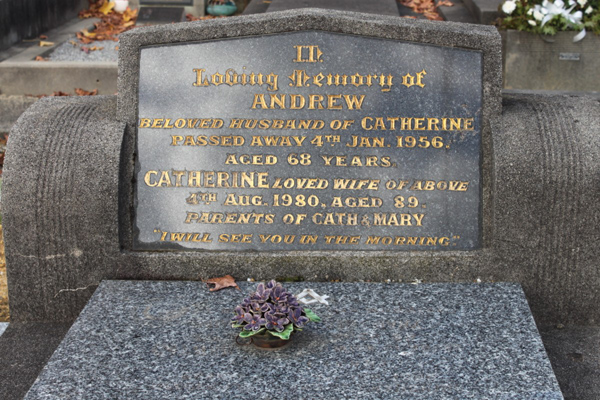 In
Loving Memory of
ANDREW
BELOVED HUSBAND OF CATHERINE
PASSED AWAY 4TH JAN. 1956.
AGED 68 YEARS.
CATHERINE LOVED WIFE OF ABOVE
4TH AUG. 1980, AGED 89.
PARENTS OF CATH & MARY
"I WILL SEE YOU IN THE MORNING"